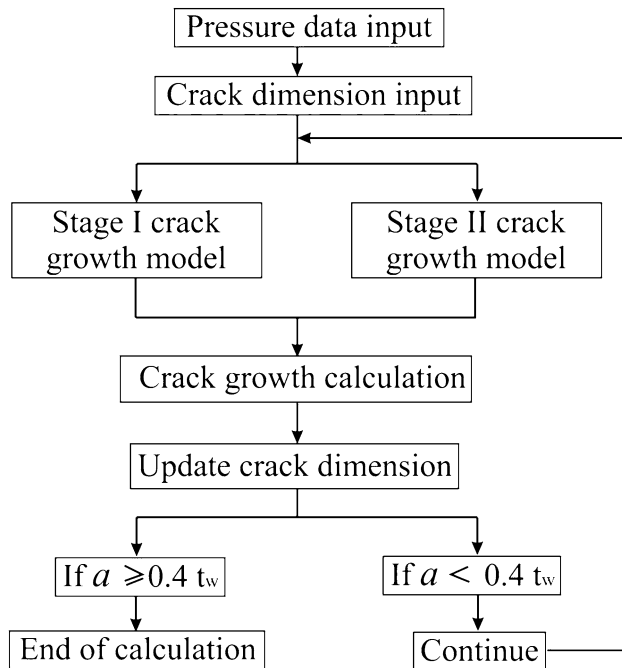 Pressure data input
Crack dimension input
Stage I crack
growth model
Stage II crack
growth model
Crack growth calculation
Update crack dimension
If a ⩾0.4 tw
If a < 0.4 tw
End of calculation
Continue